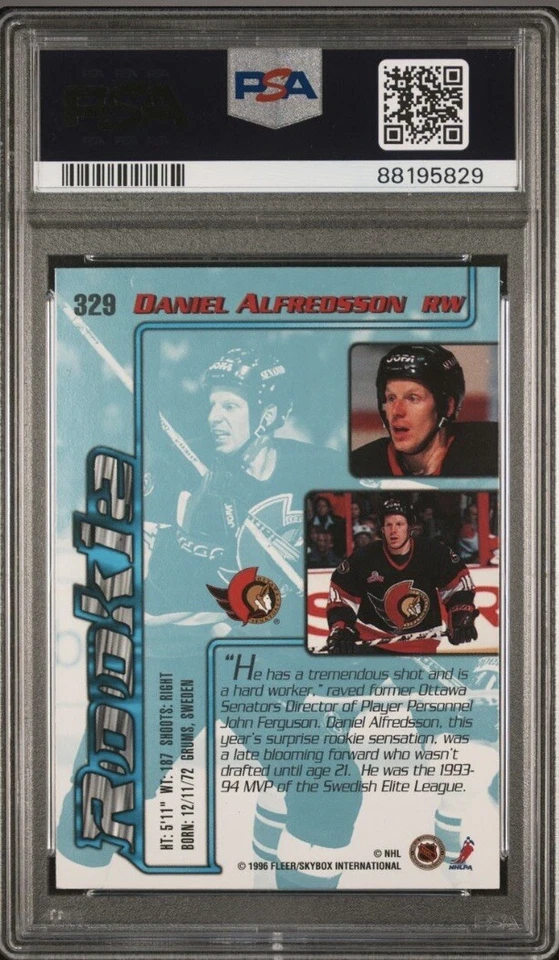 PSA
88195829
329 DANIEL ALFREDSSON RW
JOFA
Rookie
HT: 5'11" WT: 187 SHOOTS: RIGHT
BORN: 12/11/72 GRUMS, SWEDEN
"He has a tremendous shot and is
a hard worker," raved former Ottawa
Senators Director of Player Personnel
John Ferguson. Daniel Alfredsson, this
year's surprise rookie sensation, was
a late blooming forward who wasn't
drafted until age 21. He was the 1993-
94 MVP of the Swedish Elite League.
© NHL
© 1996 FLEER/SKYBOX INTERNATIONAL
NHLPA
PSA